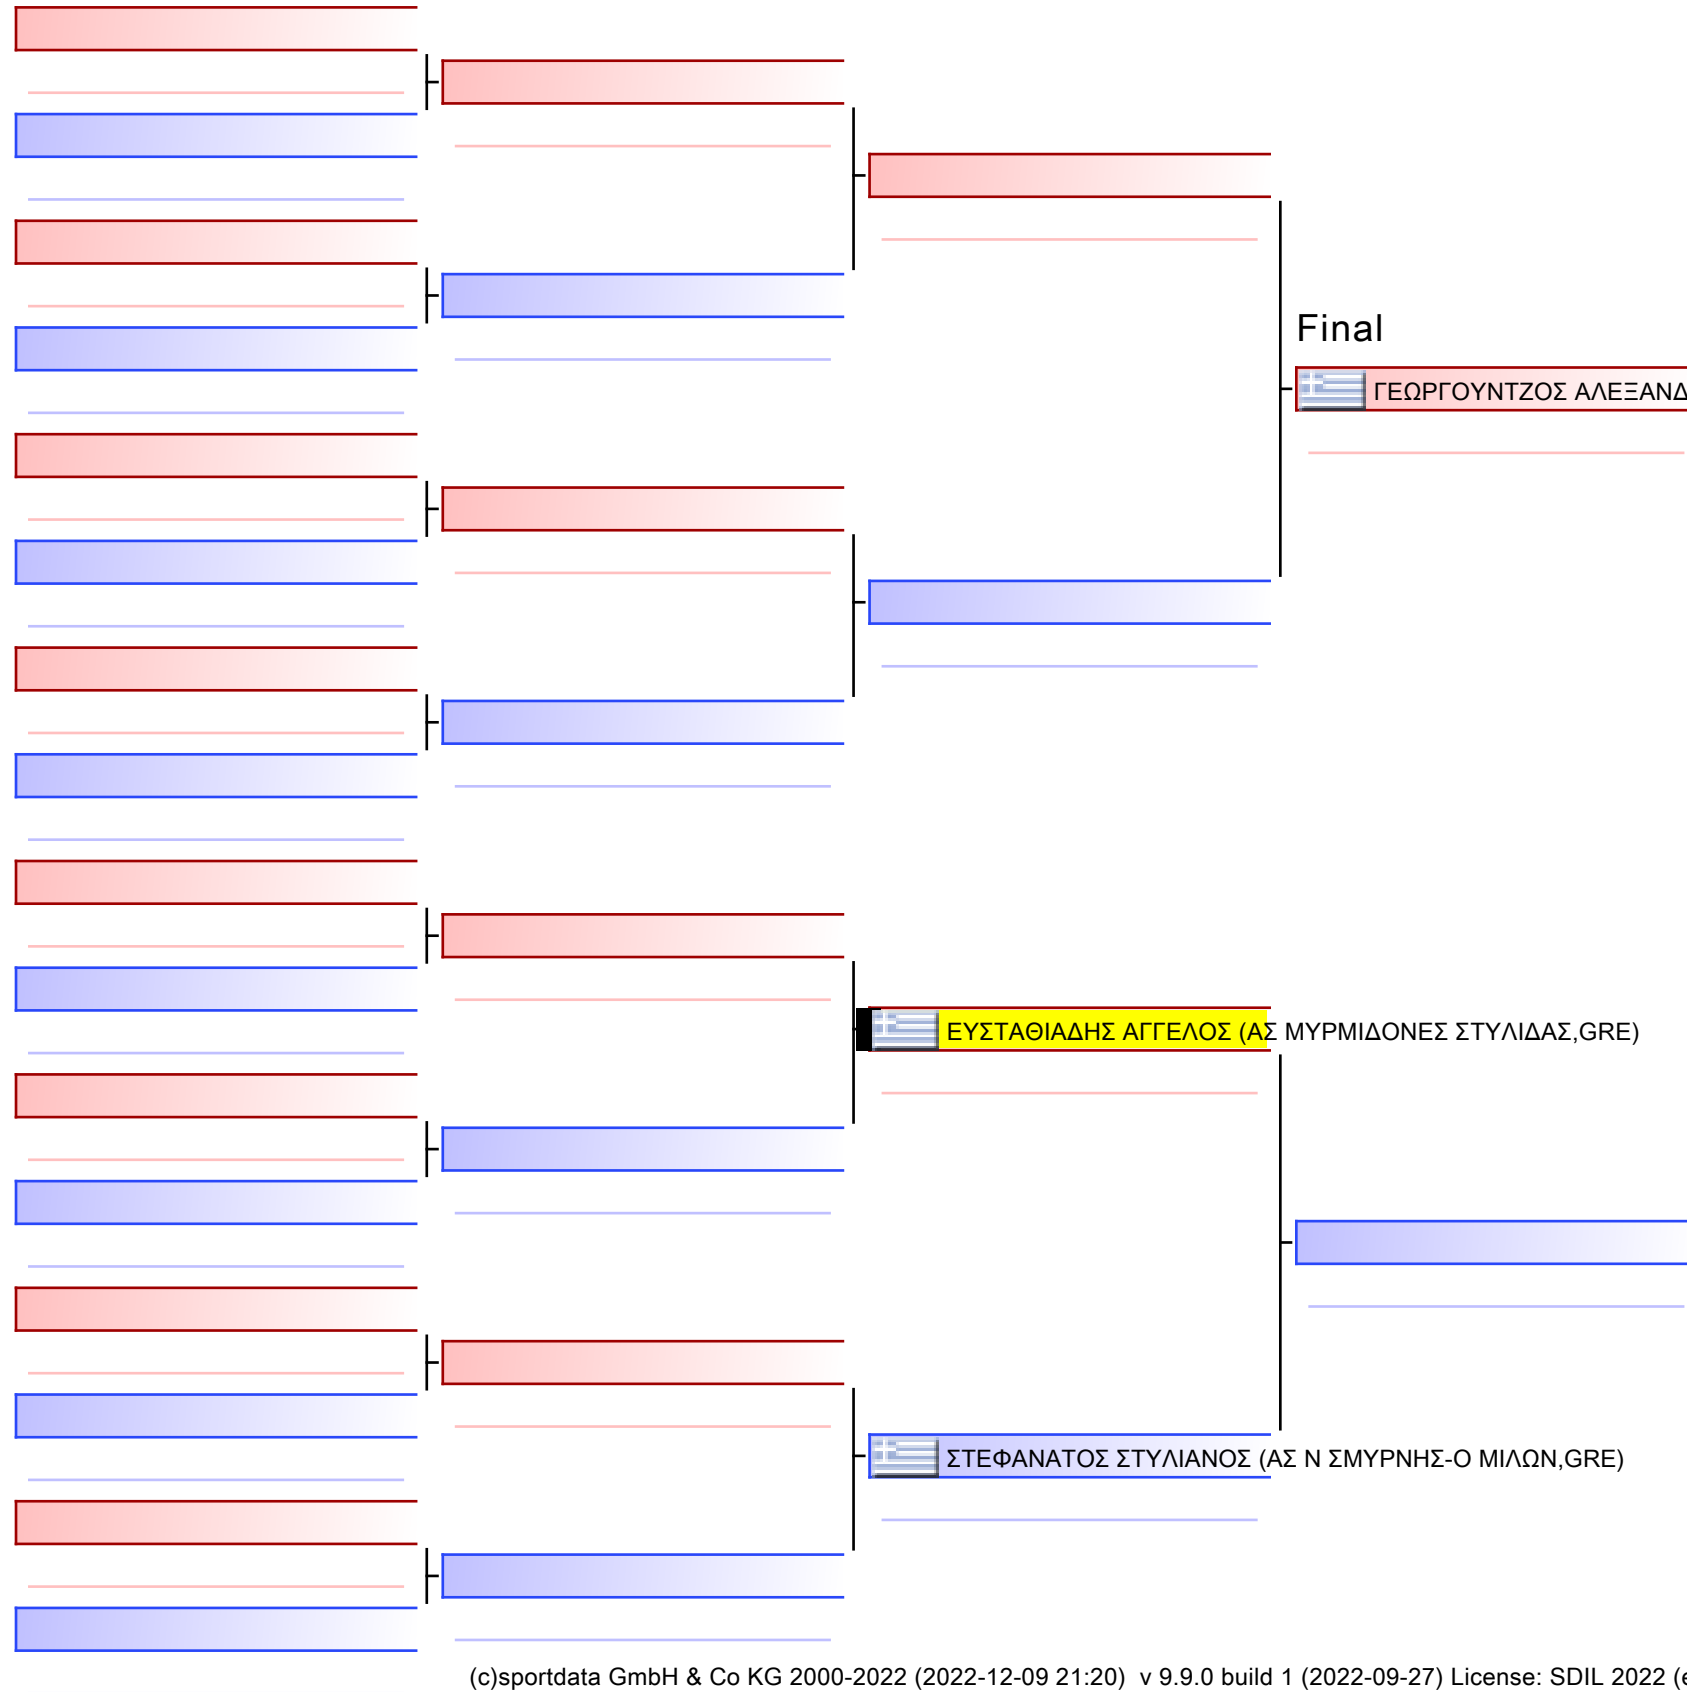 Final
ΓΕΩΡΓΟΥΝΤΖΟΣ ΑΛΕΞΑΝΔ
ΕΥΣΤΑΘΙΑΔΗΣ ΑΓΓΕΛΟΣ (ΑΣ ΜΥΡΜΙΔΟΝΕΣ ΣΤΥΛΙΔΑΣ,GRE)
ΣΤΕΦΑΝΑΤΟΣ ΣΤΥΛΙΑΝΟΣ (ΑΣ Ν ΣΜΥΡΝΗΣ-Ο ΜΙΛΩΝ,GRE)
(c)sportdata GmbH & Co KG 2000-2022 (2022-12-09 21:20) v 9.9.0 build 1 (2022-09-27) License: SDIL 2022 (e